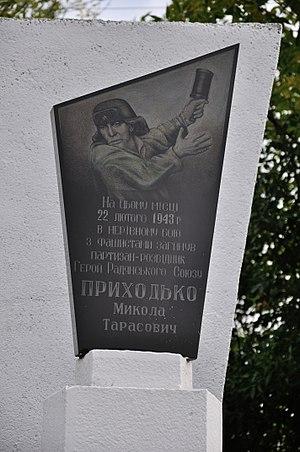 На цьому місці
22 лютого 1943 р.
в нерівному бою
з фашистами загинув
партизан-розвідник
Герой Радянського Союзу
ПРИХОДЬКО
Микола
Тарасович